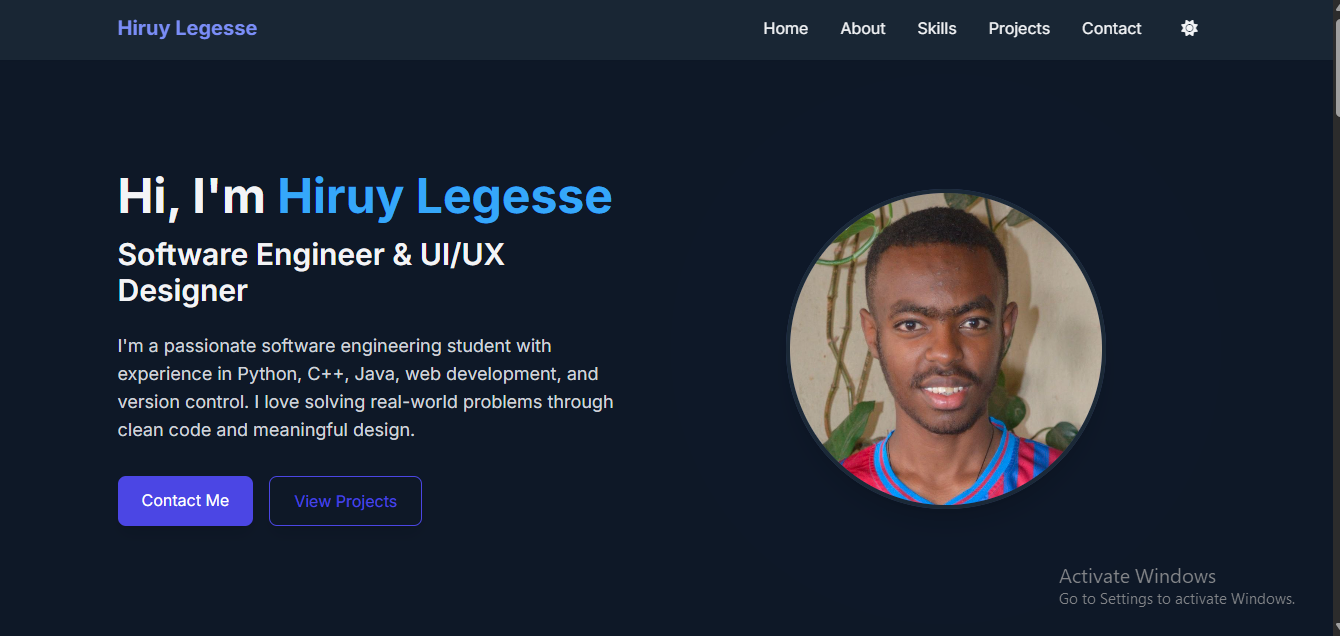 Hiruy Legesse
Home About Skills Projects Contact
Hi, I'm Hiruy Legesse
Software Engineer & UI/UX
Designer
I'm a passionate software engineering student with
experience in Python, C++, Java, web development, and
version control. I love solving real-world problems through
clean code and meaningful design.
Contact Me View Projects
Activate Windows
Go to Settings to activate Windows.